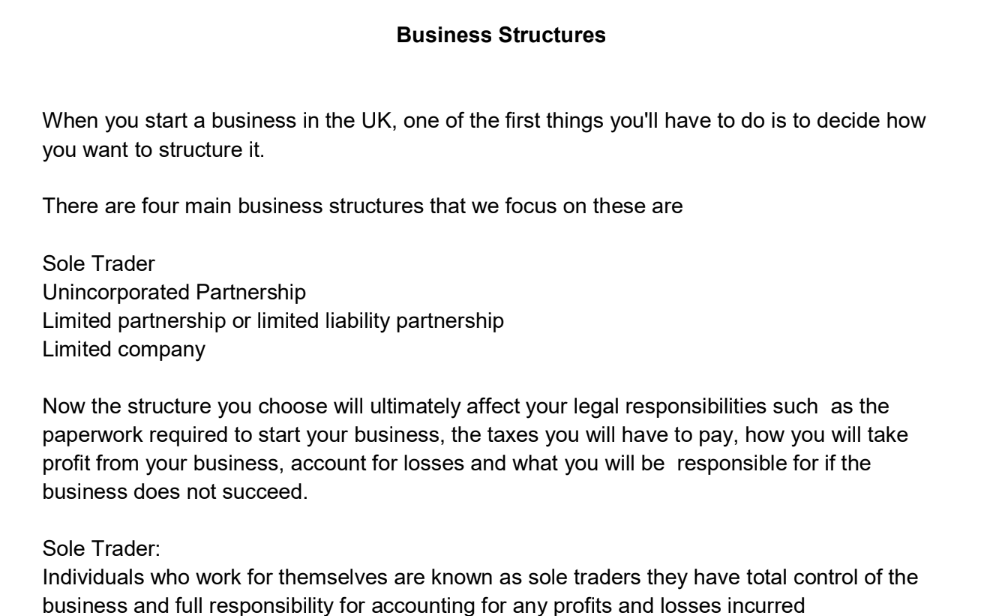 Business Structures
When you start a business in the UK, one of the first things you'll have to do is to decide how
you want to structure it.
There are four main business structures that we focus on these are
Sole Trader
Unincorporated Partnership
Limited partnership or limited liability partnership
Limited company
Now the structure you choose will ultimately affect your legal responsibilities such  as the
paperwork required to start your business, the taxes you will have to pay, how you will take
profit from your business, account for losses and what you will be  responsible for if the
business does not succeed.
Sole Trader:
Individuals who work for themselves are known as sole traders they have total control of the
business and full responsibility for accounting for any profits and losses incurred